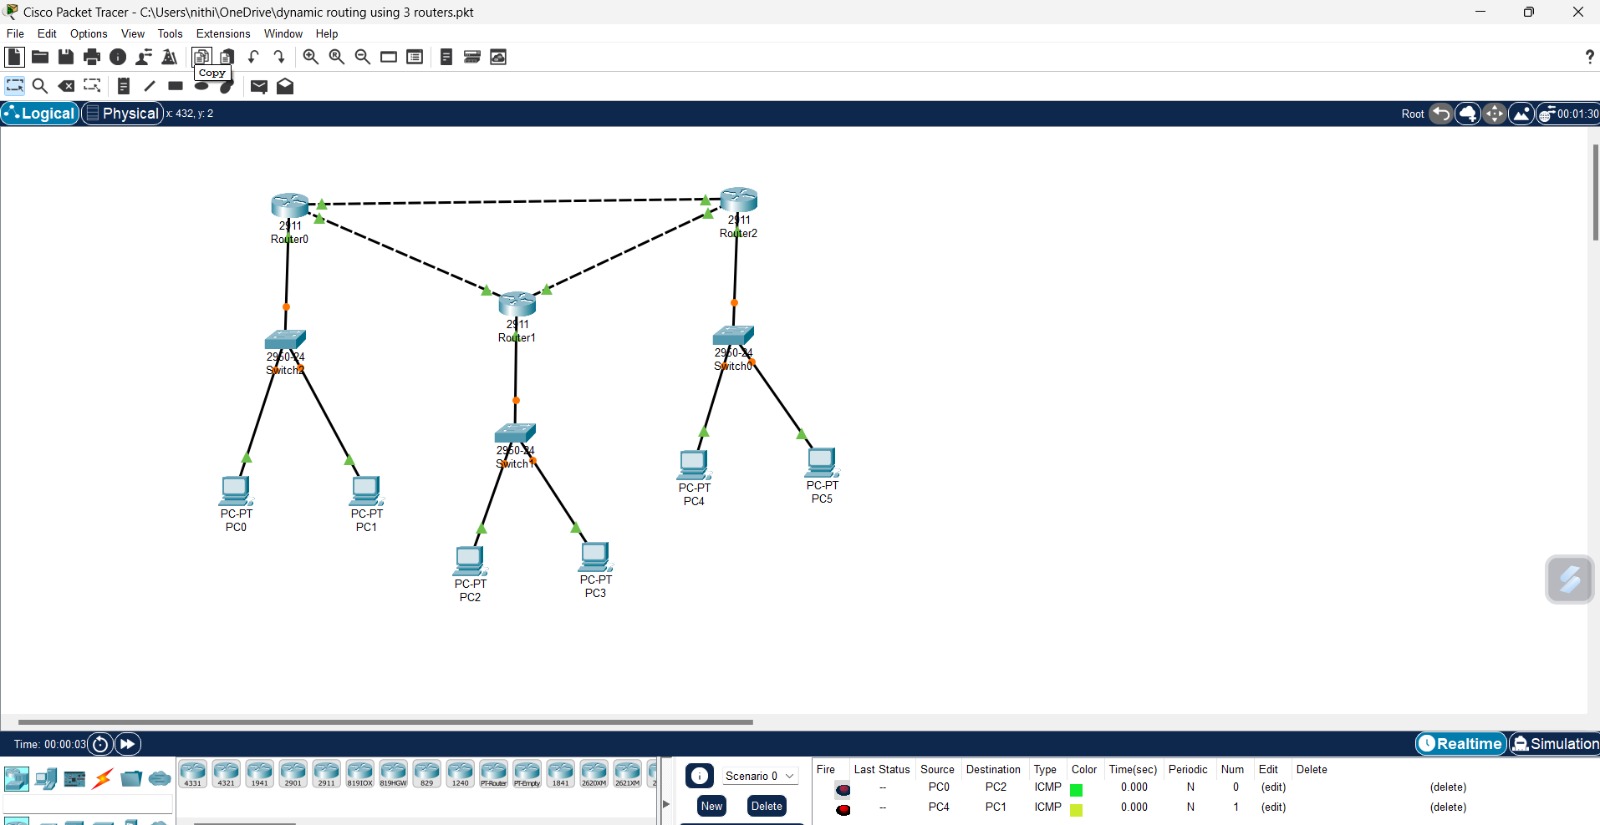 Cisco Packet Tracer - C:\Users\nithi\OneDrive\dynamic routing using 3 routers.pkt
File Edit Options View Tools Extensions Window Help
?
Copy
Logical Physical x: 432, y: 2 Root 00:01:30
2911
Router0
2911
Router2
2911
Router1
2950-24
Switch2
2950-24
Switch0
2950-24
Switch1
PC-PT
PC0
PC-PT
PC1
PC-PT
PC2
PC-PT
PC3
PC-PT
PC4
PC-PT
PC5
Time: 00:00:03 Realtime Simulation
4331 4321 1941 2901 2911 819IOX 819HGW 829 1240 PT-Router PT-Empty 1841 2620XM 2621XM 2
Scenario 0
New Delete
Fire Last Status Source Destination Type Color Time(sec) Periodic Num Edit Delete
-- PC0 PC2 ICMP 0.000 N 0 (edit) (delete)
-- PC4 PC1 ICMP 0.000 N 1 (edit) (delete)